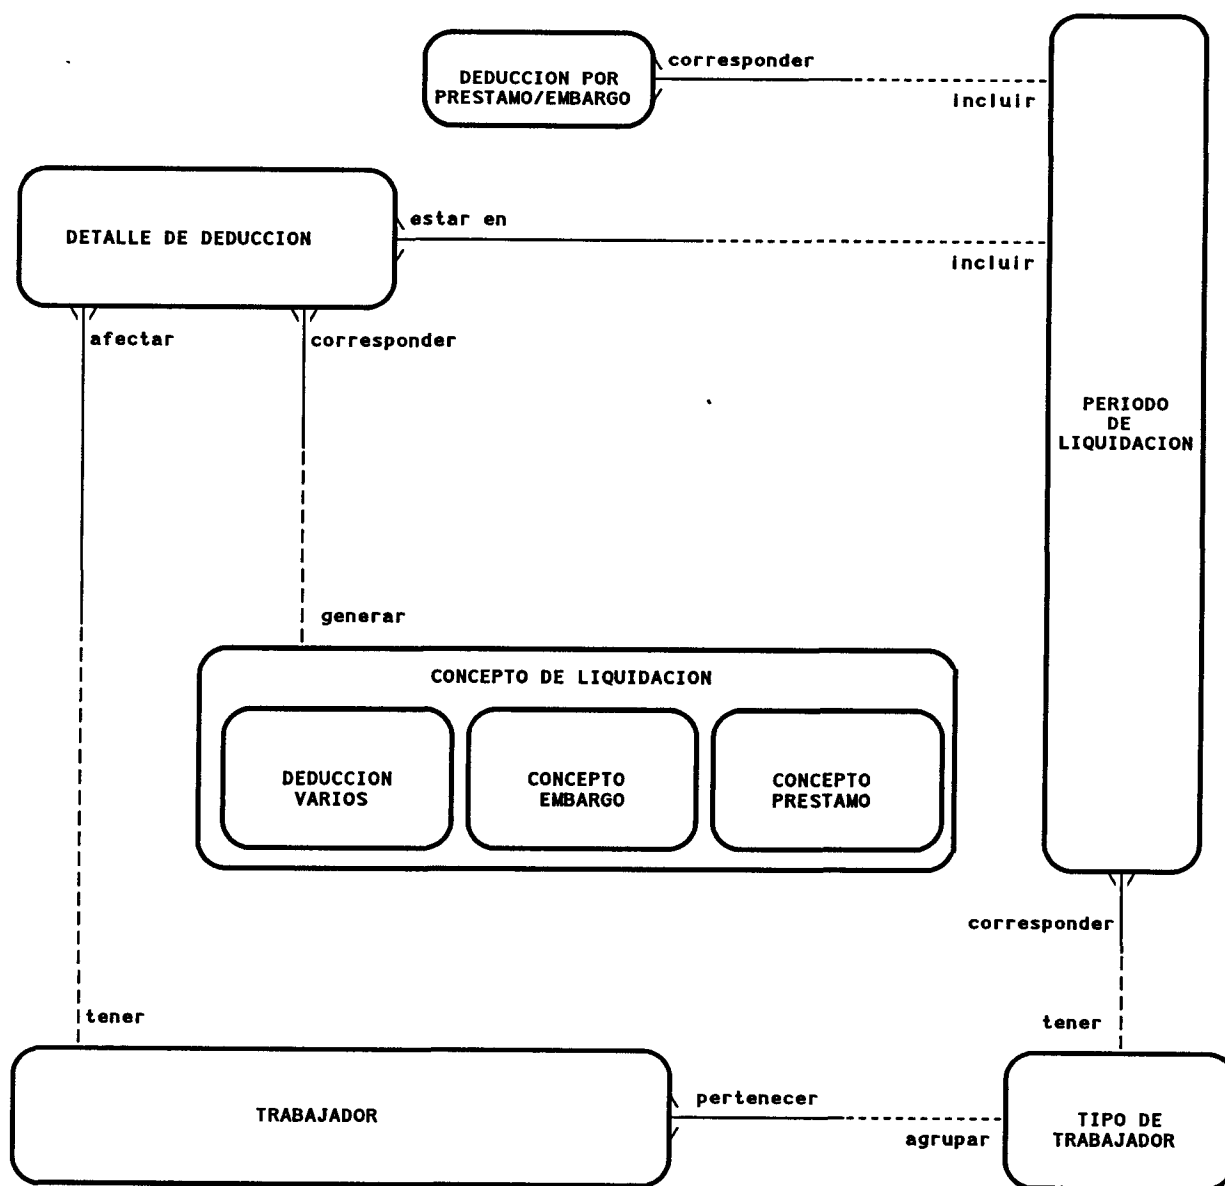 corresponder
DEDUCCION POR
PRESTAMO/EMBARGO
incluir
estar en
DETALLE DE DEDUCCION
incluir
afectar
corresponder
PERIODO
DE
LIQUIDACION
generar
CONCEPTO DE LIQUIDACION
DEDUCCION
VARIOS
CONCEPTO
EMBARGO
CONCEPTO
PRESTAMO
corresponder
tener
tener
pertenecer
TRABAJADOR
agrupar
TIPO DE
TRABAJADOR